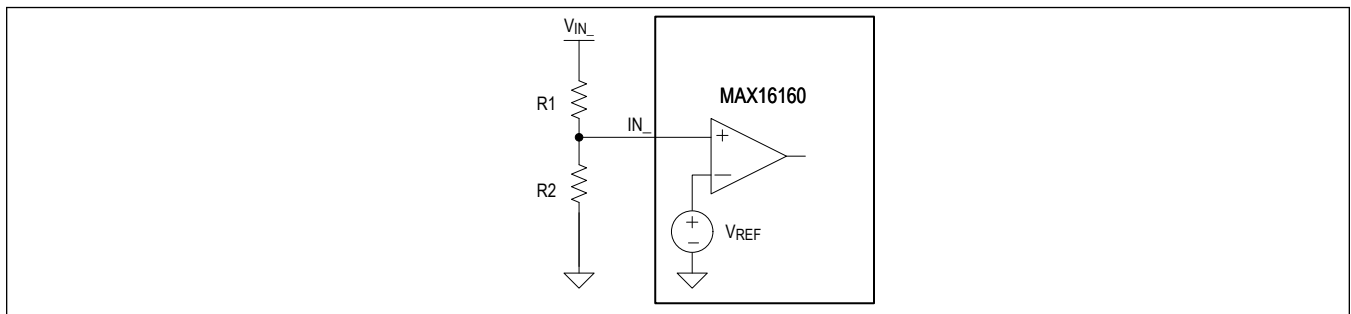 VIN_
R1
MAX16160
IN_
+
R2
−
+
−
VREF